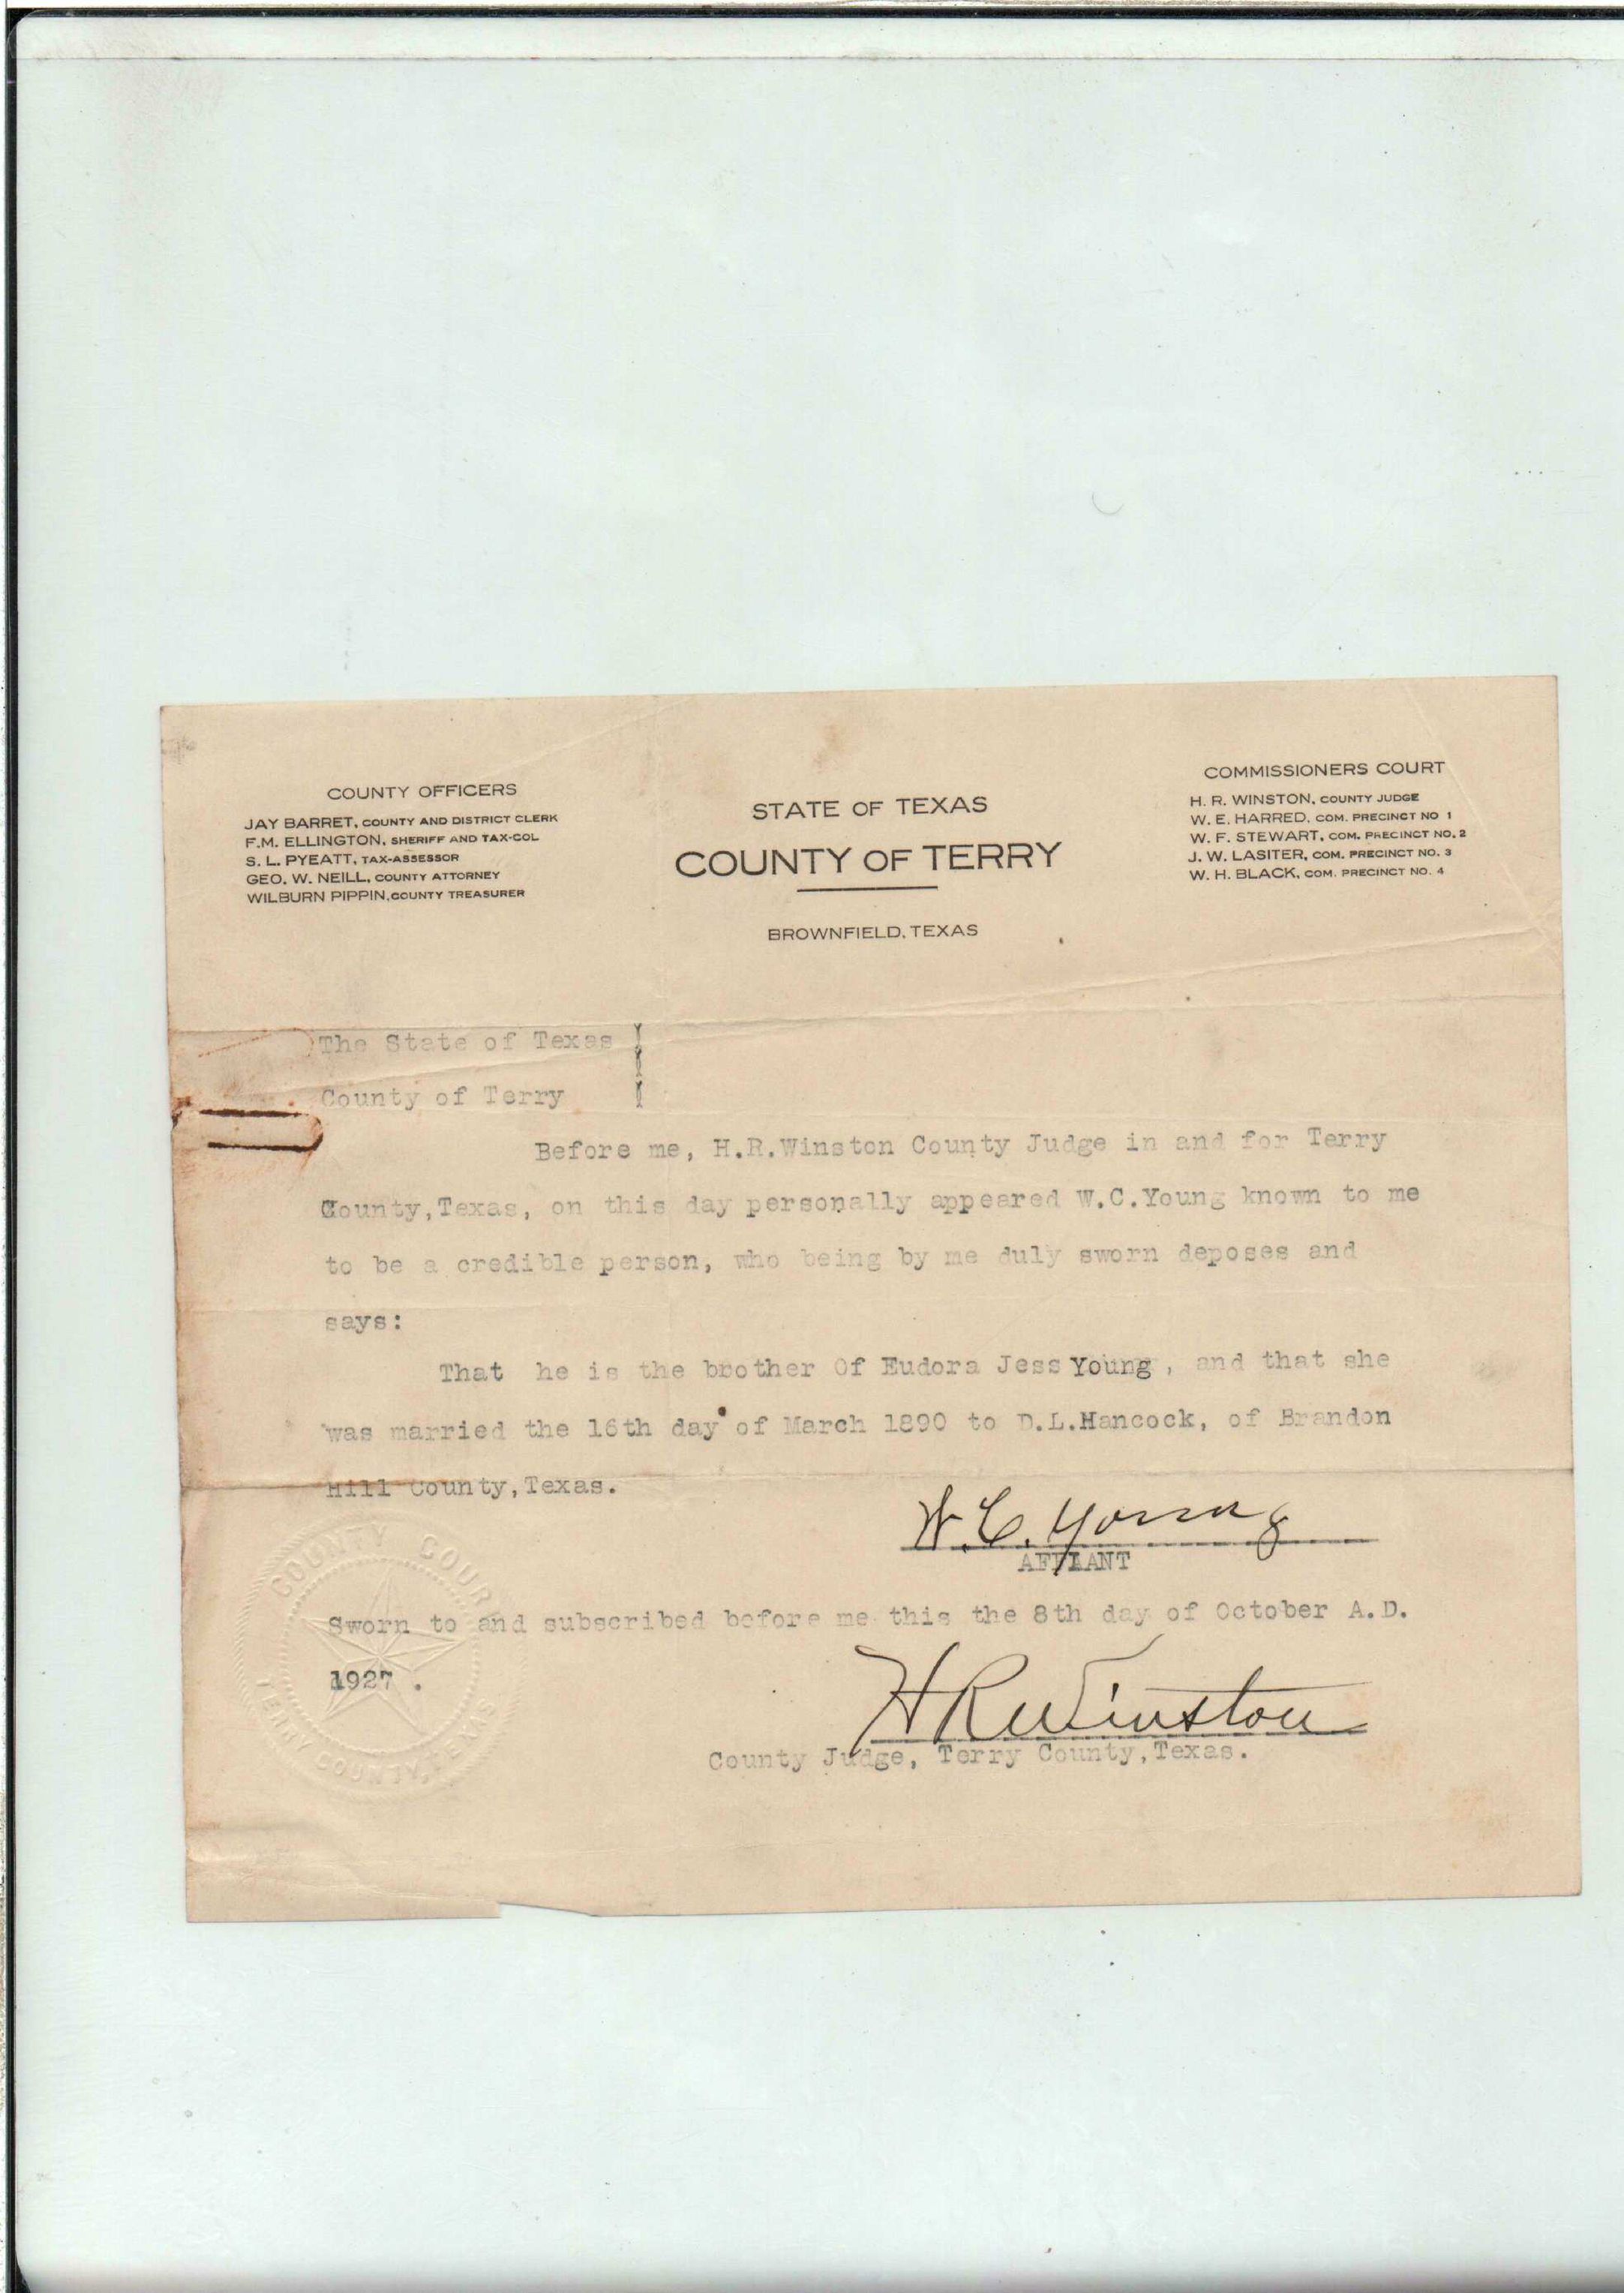 COUNTY OFFICERS
JAY BARRET, COUNTY AND DISTRICT CLERK
F.M. ELLINGTON, SHERIFF AND TAX-COL
S. L. PYEATT, TAX-ASSESSOR
GEO. W. NEILL, COUNTY ATTORNEY
WILBURN PIPPIN, COUNTY TREASURER
STATE OF TEXAS
COUNTY OF TERRY
BROWNFIELD, TEXAS
COMMISSIONERS COURT
H. R. WINSTON, COUNTY JUDGE
W. E. HARRED, COM. PRECINCT NO 1
W. F. STEWART, COM. PRECINCT NO. 2
J. W. LASITER, COM. PRECINCT NO. 3
W. H. BLACK, COM. PRECINCT NO. 4
The State of Texas
County of Terry
Before me, H.R.Winston County Judge in and for Terry
County,Texas, on this day personally appeared W.C.Young known to me
to be a credible person, who being by me duly sworn deposes and
says:
That he is the brother Of Eudora Jess Young, and that she
was married the 16th day of March 1890 to D.L.Hancock, of Brandon
Hill County,Texas.
W. C. Young
AFFIANT
Sworn to and subscribed before me this the 8th day of October A.D.
1927 .
H R Winston
County Judge, Terry County,Texas.
COUNTY COURT
TERRY COUNTY, TEXAS